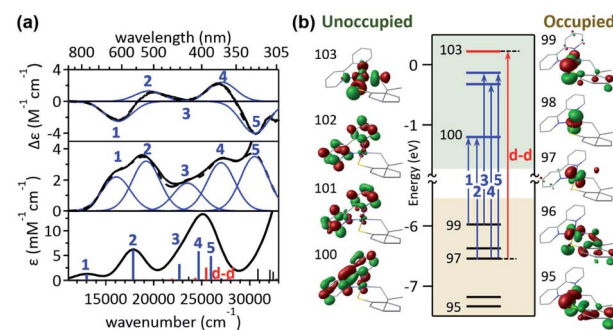 (a)
wavelength (nm)
800 600 500 400 350 305
4
2
4
0
1
3
5
-4
Δε (M⁻¹ cm⁻¹)
4
2
0
1 2 3 4 5
ε (mM⁻¹ cm⁻¹)
10
5
0
1 2 3 4 5 d-d
15000 20000 25000 30000
wavenumber (cm⁻¹)
(b) Unoccupied Occupied
103
102
101
100
Energy (eV)
0
-1
-6
-7
103
100
1 2 3 4 5
d-d
99
97
95
99
98
97
96
95